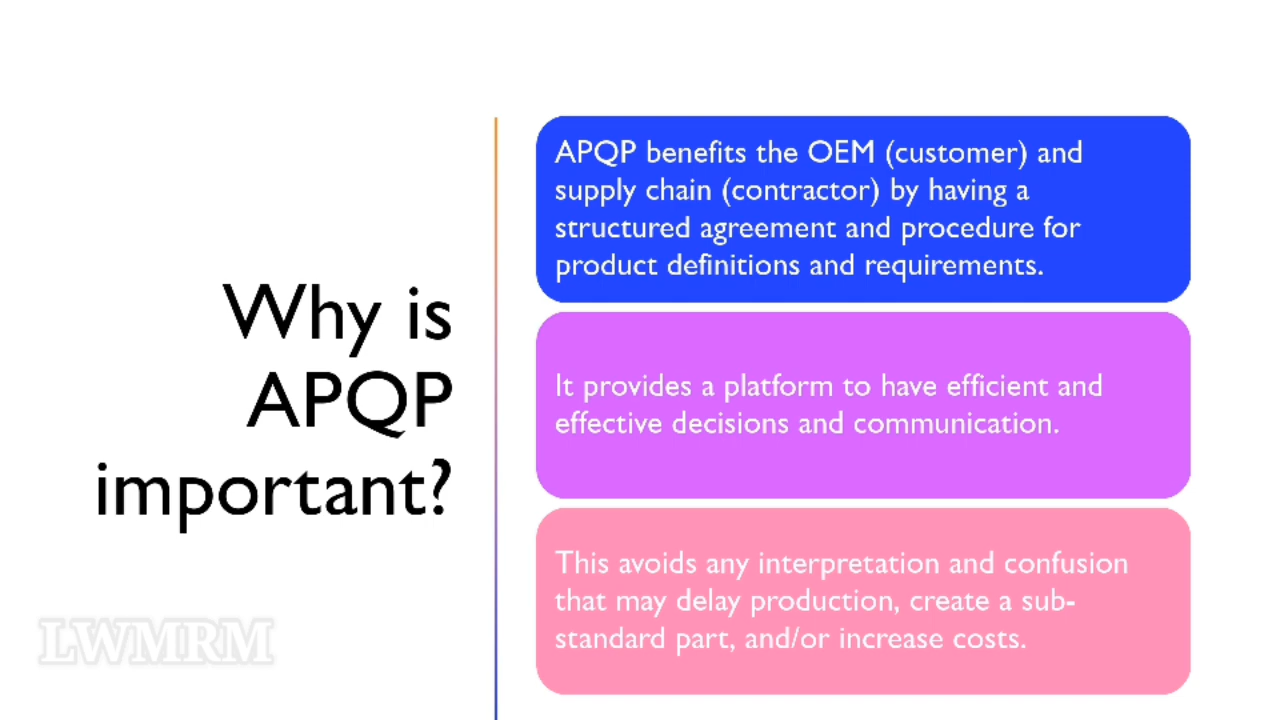 Why is
APQP
important?
APQP benefits the OEM (customer) and
supply chain (contractor) by having a
structured agreement and procedure for
product definitions and requirements.
It provides a platform to have efficient and
effective decisions and communication.
This avoids any interpretation and confusion
that may delay production, create a sub-
standard part, and/or increase costs.
LWMRM